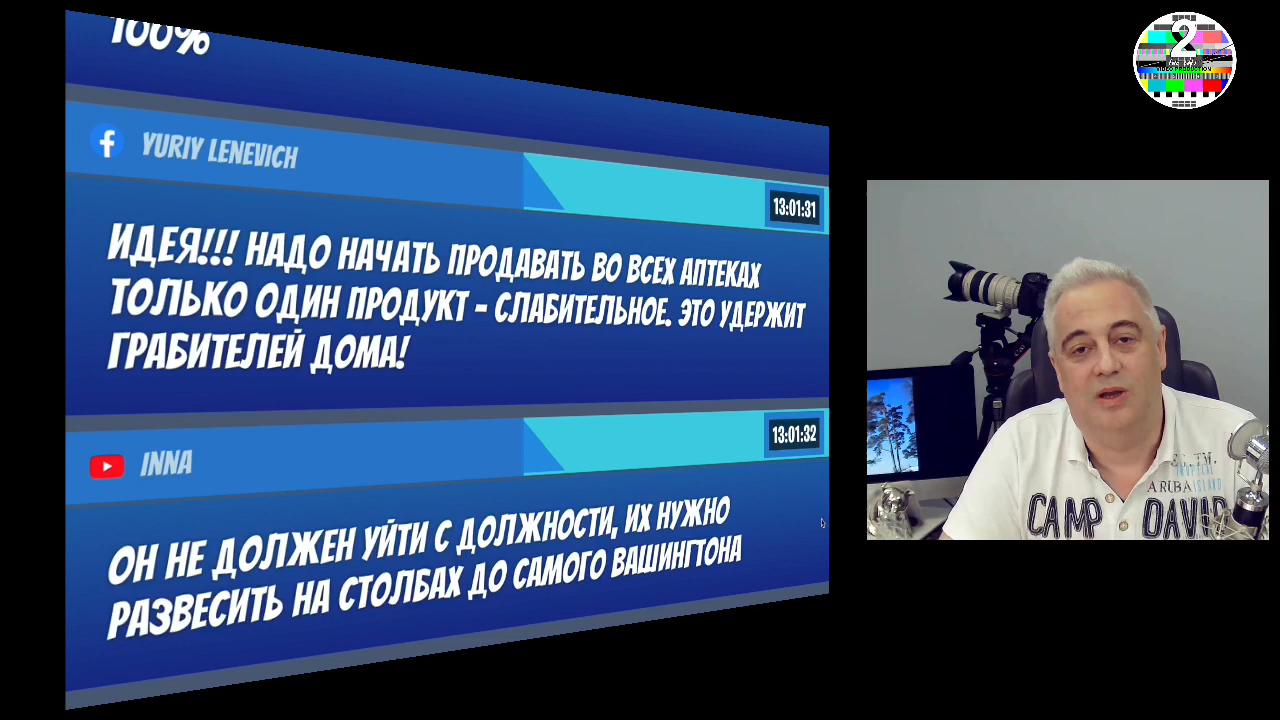 100%
YURIY LENEVICH
13:01:31
ИДЕЯ!!! НАДО НАЧАТЬ ПРОДАВАТЬ ВО ВСЕХ АПТЕКАХ
ТОЛЬКО ОДИН ПРОДУКТ - СЛАБИТЕЛЬНОЕ. ЭТО УДЕРЖИТ
ГРАБИТЕЛЕЙ ДОМА!
INNA
13:01:32
ОН НЕ ДОЛЖЕН УЙТИ С ДОЛЖНОСТИ, ИХ НУЖНО
РАЗВЕСИТЬ НА СТОЛБАХ ДО САМОГО ВАШИНГТОНА
2
ARUBA ISLAND
CAMP DAVID